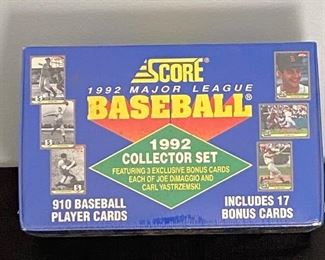 SCORE
1992 MAJOR LEAGUE
BASEBALL®
1992
COLLECTOR SET
FEATURING 3 EXCLUSIVE BONUS CARDS
EACH OF JOE DiMAGGIO AND
CARL YASTRZEMSKI
910 BASEBALL
PLAYER CARDS
INCLUDES 17
BONUS CARDS